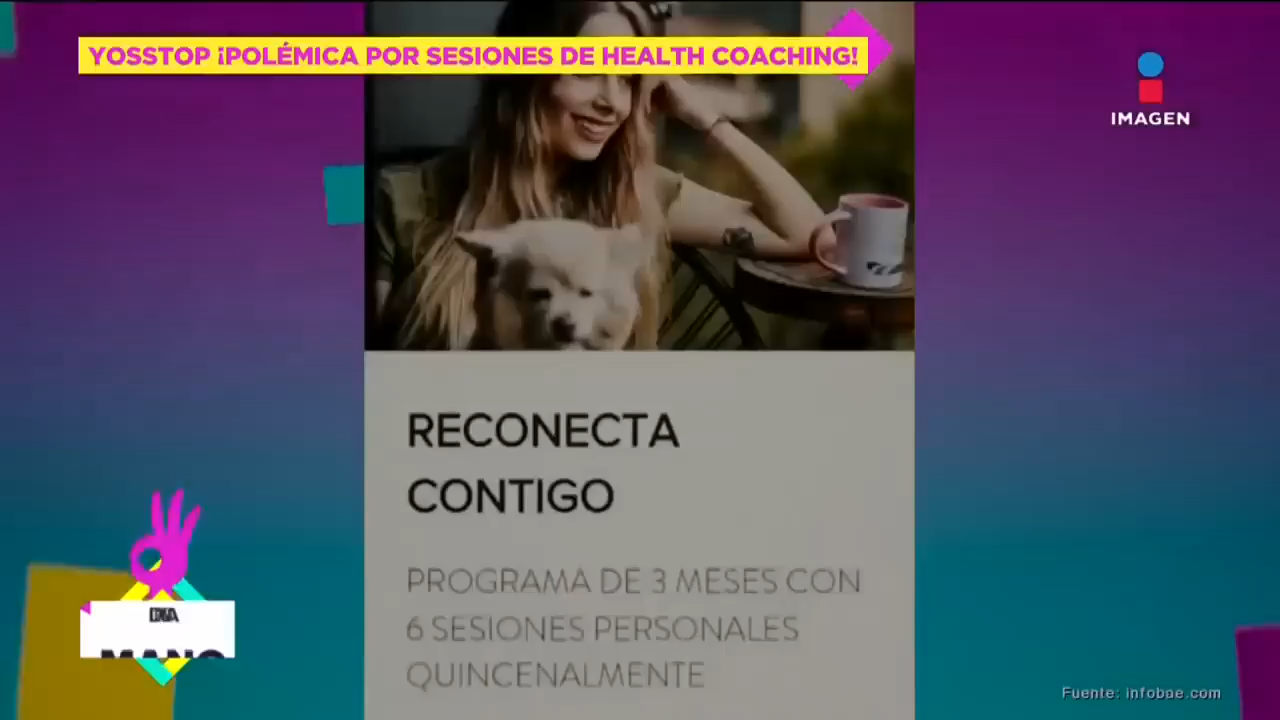 YOSSTOP ¡POLÉMICA POR SESIONES DE HEALTH COACHING!
IMAGEN
RECONECTA
CONTIGO
PROGRAMA DE 3 MESES CON
6 SESIONES PERSONALES
QUINCENALMENTE
Fuente: infobae.com